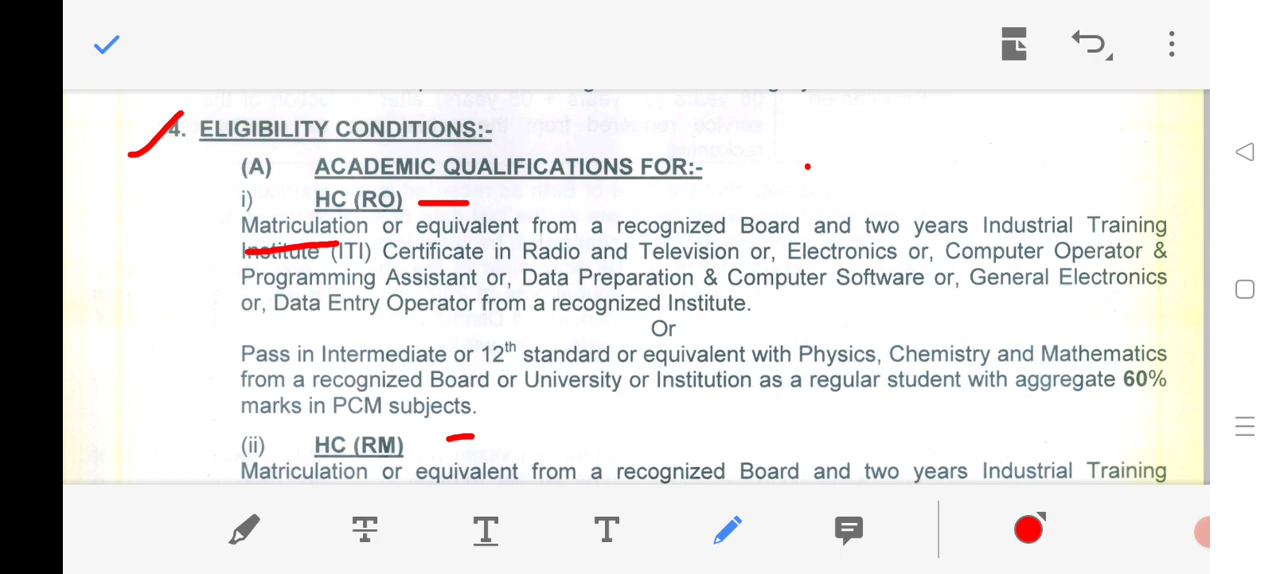 4. ELIGIBILITY CONDITIONS:-
(A) ACADEMIC QUALIFICATIONS FOR:-
i) HC (RO)
Matriculation or equivalent from a recognized Board and two years Industrial Training
Institute (ITI) Certificate in Radio and Television or, Electronics or, Computer Operator &
Programming Assistant or, Data Preparation & Computer Software or, General Electronics
or, Data Entry Operator from a recognized Institute.
Or
Pass in Intermediate or 12th standard or equivalent with Physics, Chemistry and Mathematics
from a recognized Board or University or Institution as a regular student with aggregate 60%
marks in PCM subjects.
(ii) HC (RM)
Matriculation or equivalent from a recognized Board and two years Industrial Training
T
T
T